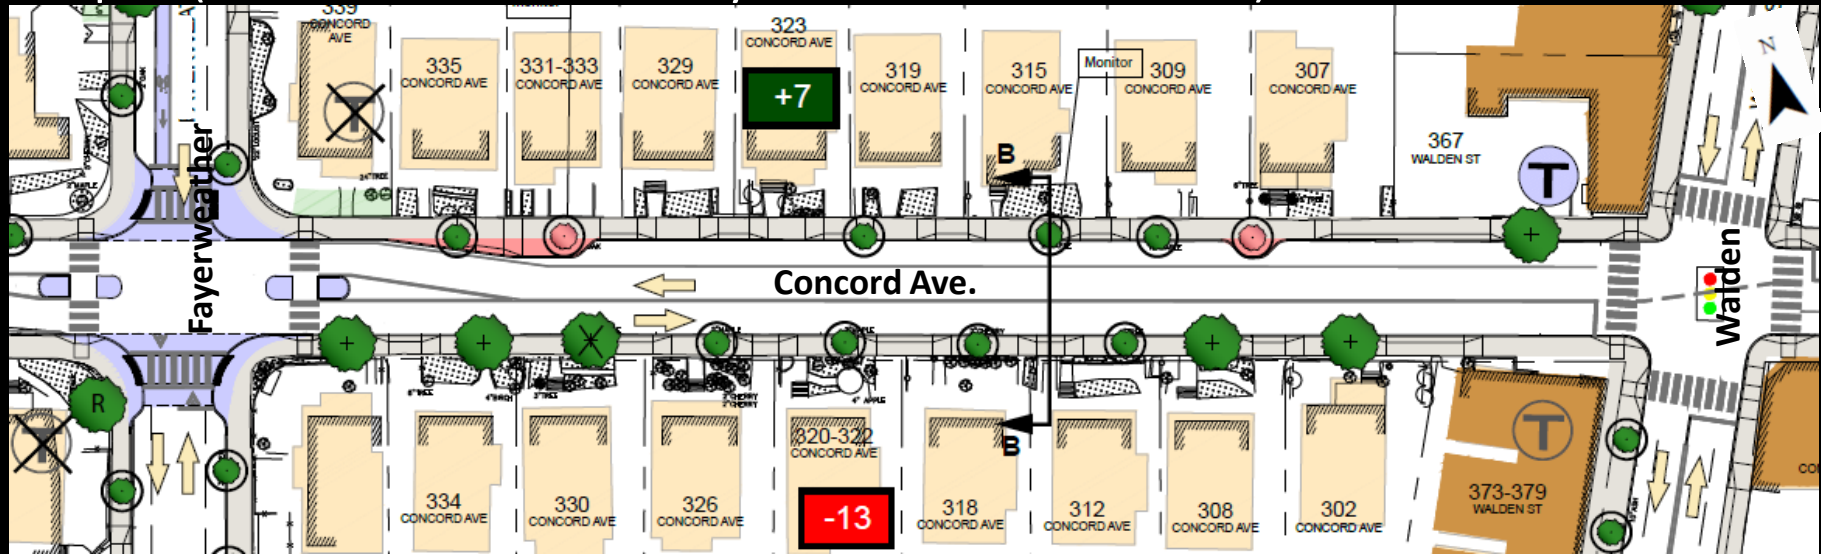 339
CONCORD
AVE
335
CONCORD AVE
331-333
CONCORD AVE
329
CONCORD AVE
323
CONCORD AVE
+7
319
CONCORD AVE
315
CONCORD AVE
Monitor
309
CONCORD AVE
307
CONCORD AVE
367
WALDEN ST
N
T
T
B
Fayerweather
Concord Ave.
Walden
R
T
334
CONCORD AVE
330
CONCORD AVE
326
CONCORD AVE
320-322
CONCORD AVE
-13
318
CONCORD AVE
B
312
CONCORD AVE
308
CONCORD AVE
302
CONCORD AVE
T
373-379
WALDEN ST